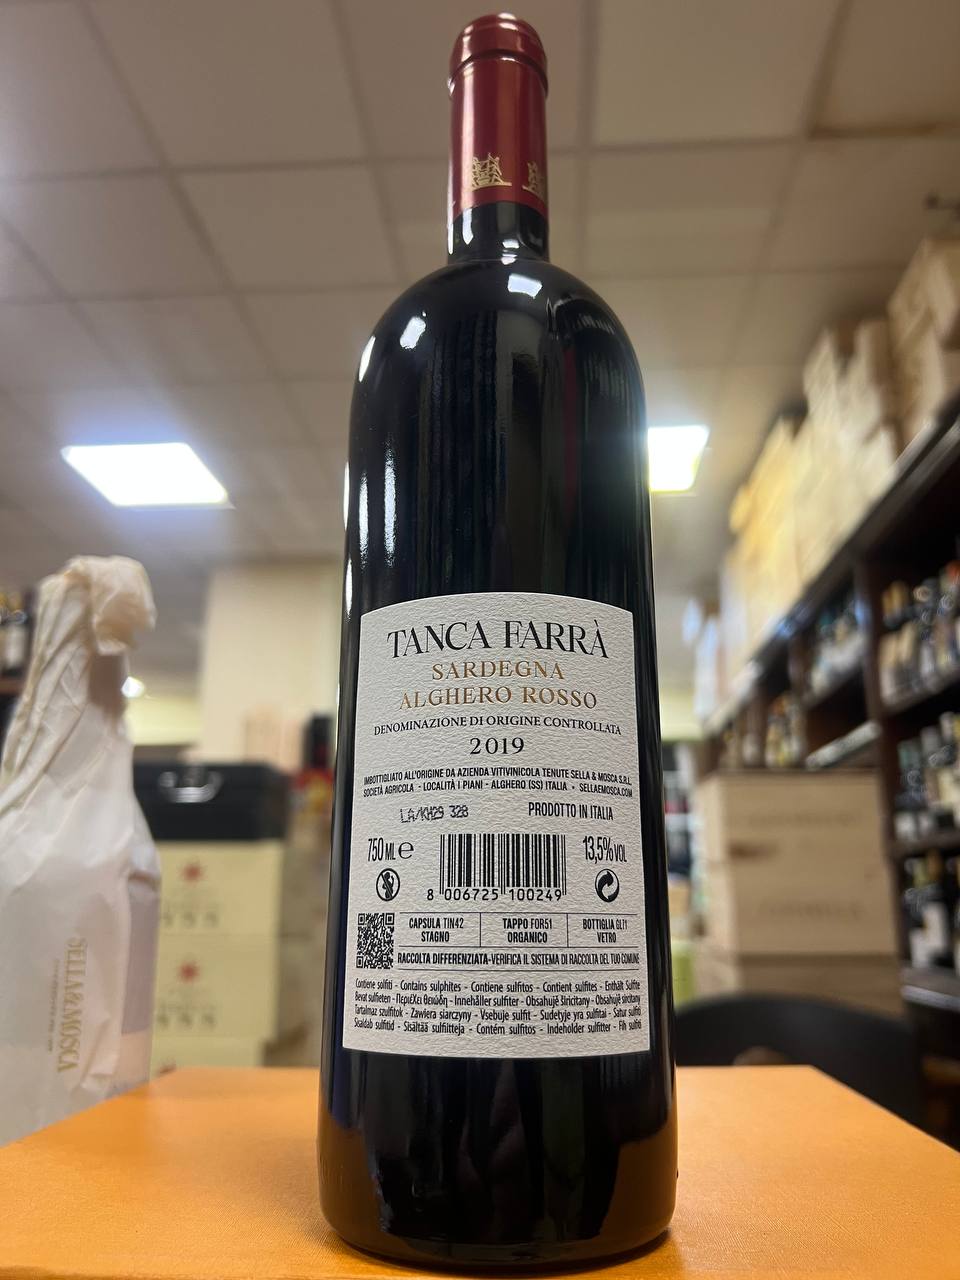 TANCA FARRÀ
SARDEGNA
ALGHERO ROSSO
DENOMINAZIONE DI ORIGINE CONTROLLATA
2019
IMBOTTIGLIATO ALL'ORIGINE DA AZIENDA VITIVINICOLA TENUTE SELLA & MOSCA S.R.L.
SOCIETÀ AGRICOLA - LOCALITÀ I PIANI - ALGHERO (SS) ITALIA • SELLAEMOSCA.COM
LA/KH29 328 PRODOTTO IN ITALIA
750 ML e 13,5% VOL
8 006725 100249
CAPSULA TIN42 TAPPO FOR51 BOTTIGLIA GL71
STAGNO ORGANICO VETRO
RACCOLTA DIFFERENZIATA-VERIFICA IL SISTEMA DI RACCOLTA DEL TUO COMUNE
Contiene solfiti - Contains sulphites - Contiene sulfitos - Contient sulfites - Enthält Sulfite
Bevat sulfieten - Περιέχει θειώδη - Innehåller sulfiter - Obsahuje siričitany - Obsahuje siřičitany
Tartalmaz szulfitok - Zawiera siarczyny - Vsebuje sulfit - Sudėtyje yra sulfitai - Satur sulfīti
Sisaldab sulfitid - Sisältää sulfiitteja - Contém sulfitos - Indeholder sulfitter - Fih sulfiti
SELLA&MOSCA